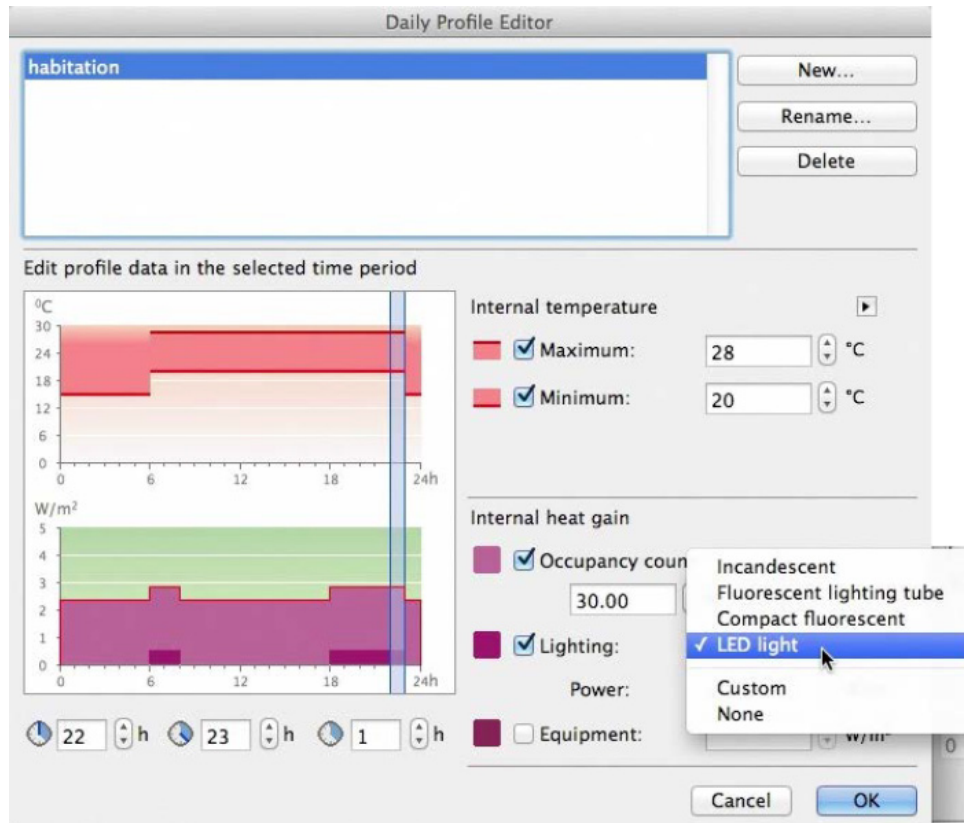 Daily Profile Editor
habitation
New...
Rename...
Delete
Edit profile data in the selected time period
°C
30
24
18
12
6
0
0 6 12 18 24h
W/m²
5
4
3
2
1
0
0 6 12 18 24h
22 h 23 h 1 h
Internal temperature
Maximum: 28 °C
Minimum: 20 °C
Internal heat gain
Occupancy coun
30.00
Lighting:
Power:
Equipment: W/m²
Incandescent
Fluorescent lighting tube
Compact fluorescent
✓ LED light
Custom
None
0
Cancel OK